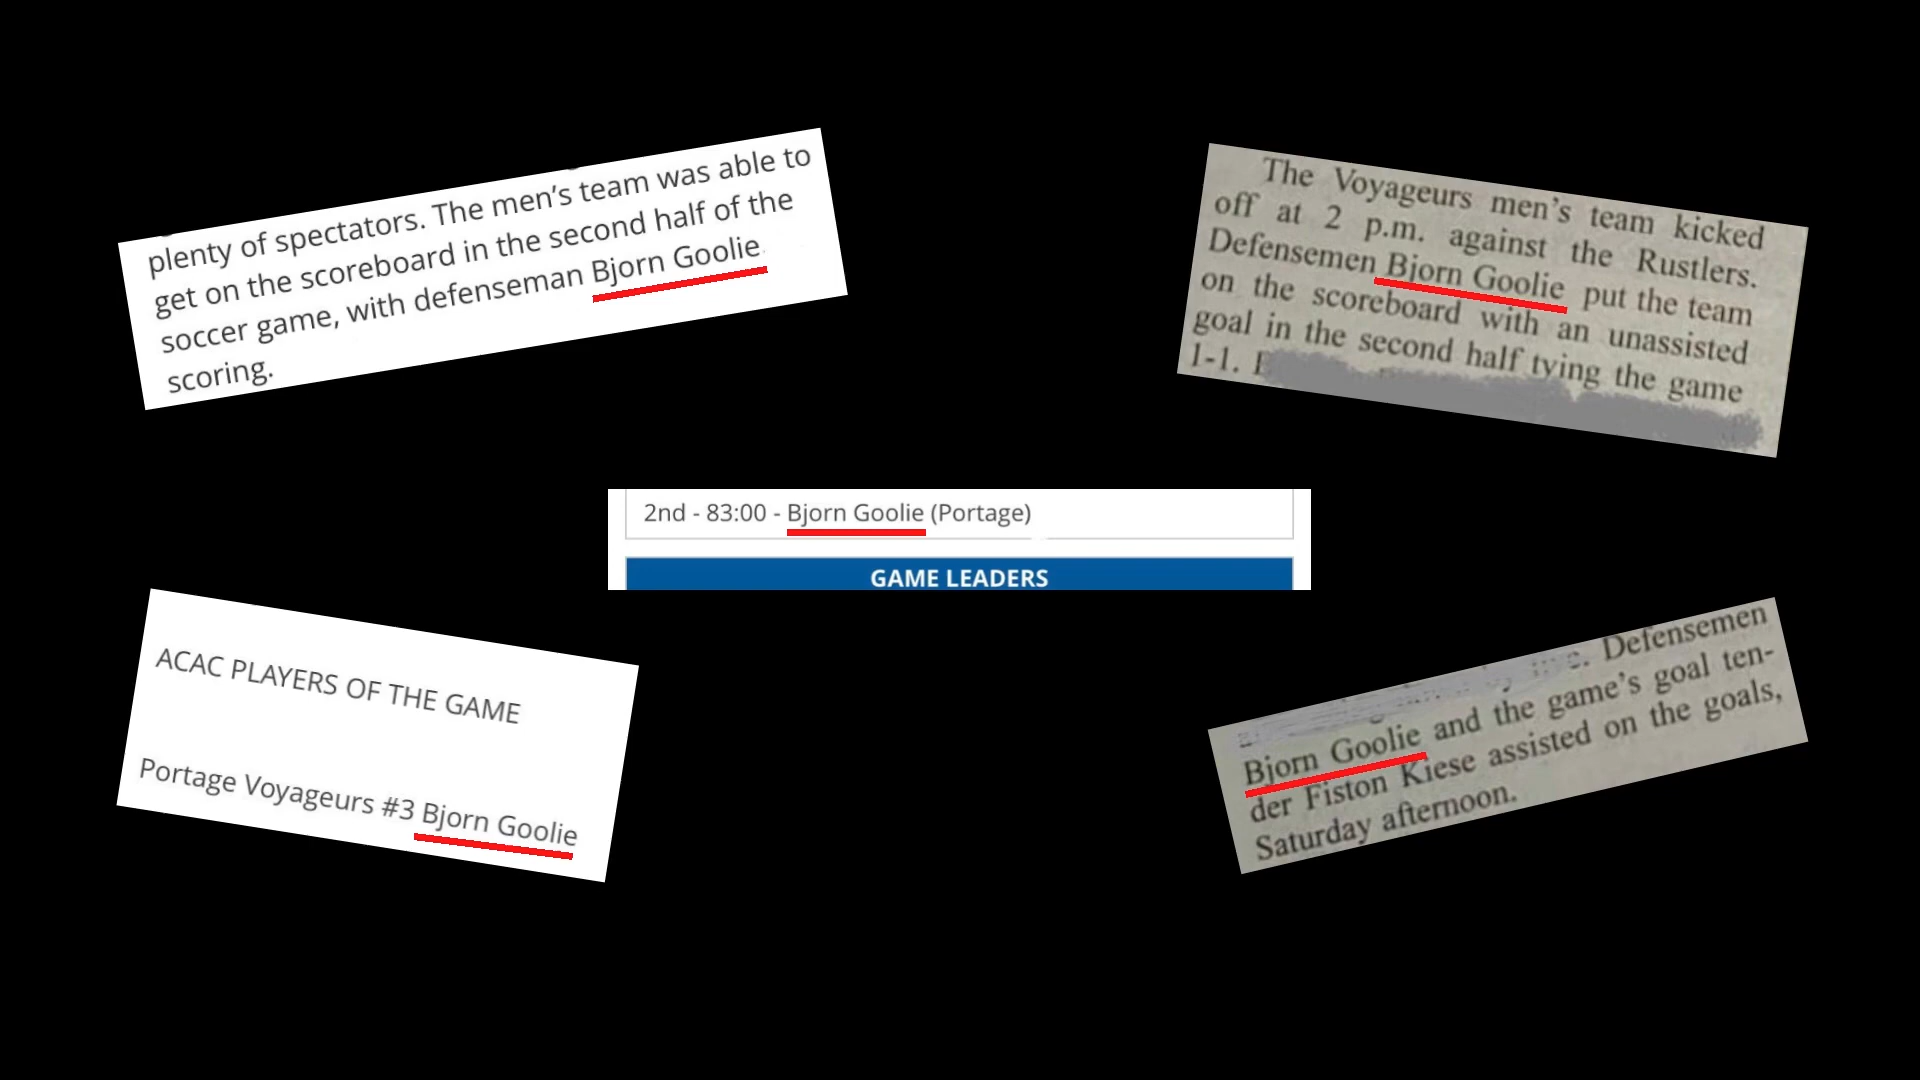 plenty of spectators. The men's team was able to
get on the scoreboard in the second half of the
soccer game, with defenseman Bjorn Goolie
scoring.
The Voyageurs men's team kicked
off at 2 p.m. against the Rustlers.
Defensemen Bjorn Goolie put the team
on the scoreboard with an unassisted
goal in the second half tying the game
1-1.
2nd - 83:00 - Bjorn Goolie (Portage)
GAME LEADERS
ACAC PLAYERS OF THE GAME
Portage Voyageurs #3 Bjorn Goolie
Defensemen
Bjorn Goolie and the game's goal ten-
der Fiston Kiese assisted on the goals,
Saturday afternoon.